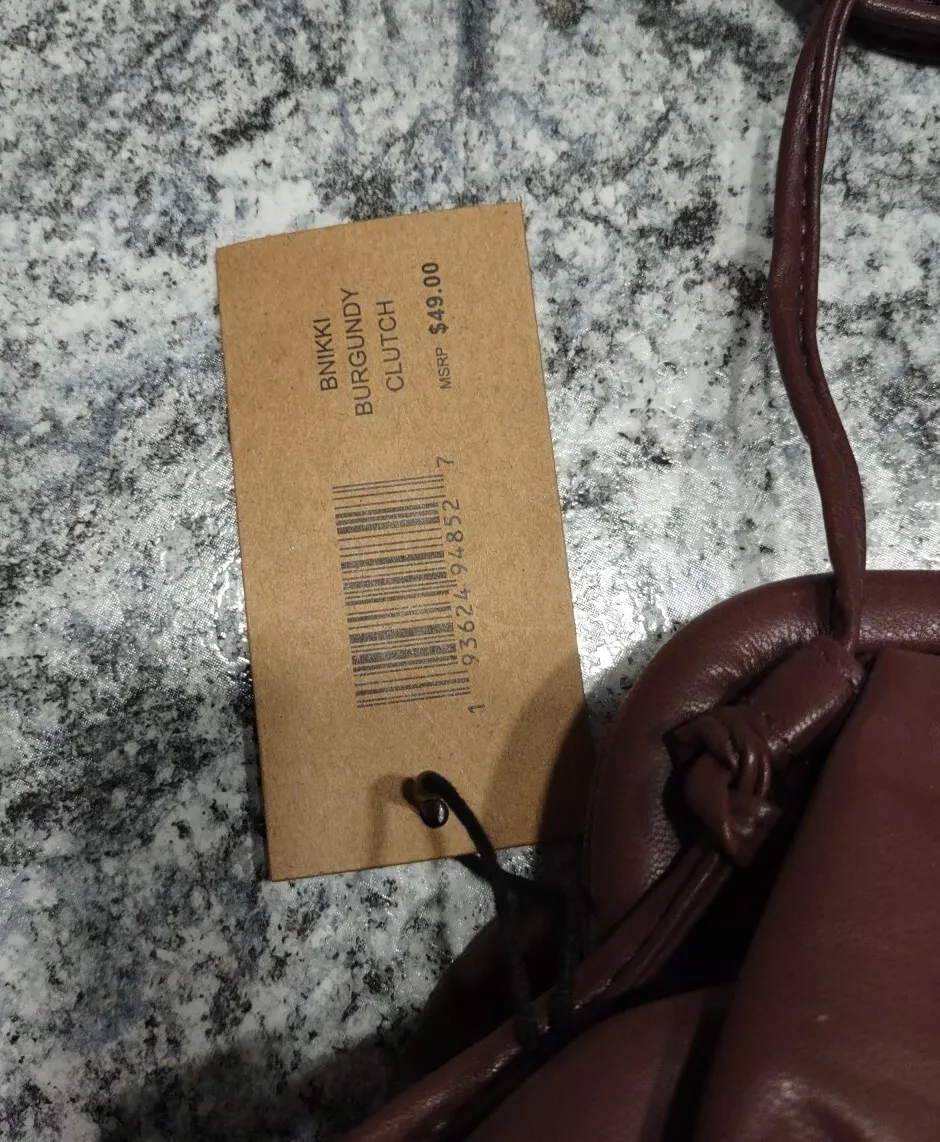 BNIKKI
BURGUNDY
CLUTCH
MSRP $49.00
1 93624 94852 7